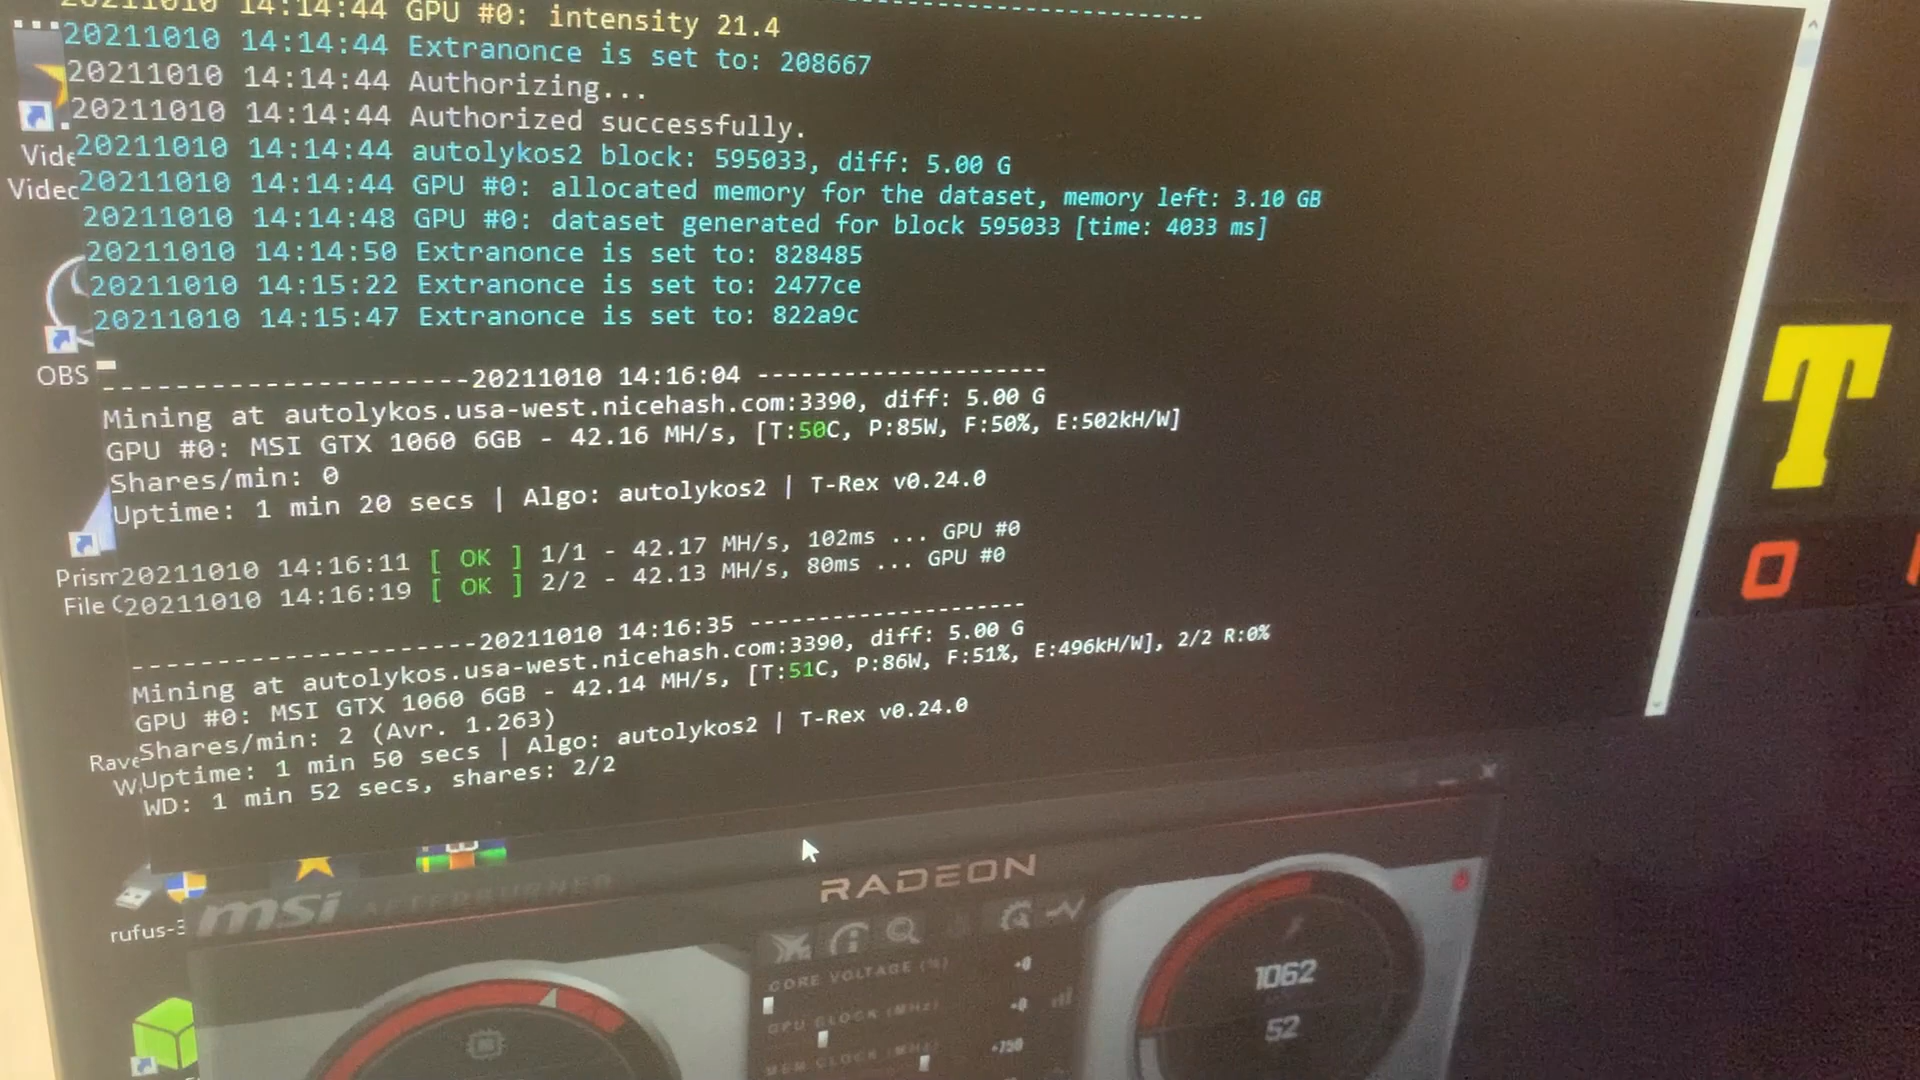 20211010 14:14:44 GPU #0: intensity 21.4
20211010 14:14:44 Extranonce is set to: 208667
20211010 14:14:44 Authorizing...
20211010 14:14:44 Authorized successfully.
20211010 14:14:44 autolykos2 block: 595033, diff: 5.00 G
20211010 14:14:44 GPU #0: allocated memory for the dataset, memory left: 3.10 GB
20211010 14:14:48 GPU #0: dataset generated for block 595033 [time: 4033 ms]
20211010 14:14:50 Extranonce is set to: 828485
20211010 14:15:22 Extranonce is set to: 2477ce
20211010 14:15:47 Extranonce is set to: 822a9c
---------------------20211010 14:16:04 ---------------------
Mining at autolykos.usa-west.nicehash.com:3390, diff: 5.00 G
GPU #0: MSI GTX 1060 6GB - 42.16 MH/s, [T:50C, P:85W, F:50%, E:502kH/W]
Shares/min: 0
Uptime: 1 min 20 secs | Algo: autolykos2 | T-Rex v0.24.0
20211010 14:16:11 [ OK ] 1/1 - 42.17 MH/s, 102ms ... GPU #0
20211010 14:16:19 [ OK ] 2/2 - 42.13 MH/s, 80ms ... GPU #0
---------------------20211010 14:16:35 ---------------------
Mining at autolykos.usa-west.nicehash.com:3390, diff: 5.00 G
GPU #0: MSI GTX 1060 6GB - 42.14 MH/s, [T:51C, P:86W, F:51%, E:496kH/W], 2/2 R:0%
Shares/min: 2 (Avr. 1.263)
Uptime: 1 min 50 secs | Algo: autolykos2 | T-Rex v0.24.0
WD: 1 min 52 secs, shares: 2/2
Vide
Videc
OBS
Prism
File
Rave
W
rufus-3
T
O
msi AFTERBURNER
RADEON
CORE VOLTAGE (%) +0
GPU CLOCK (MHz) +0
MEM CLOCK (MHz) +750
1062
52